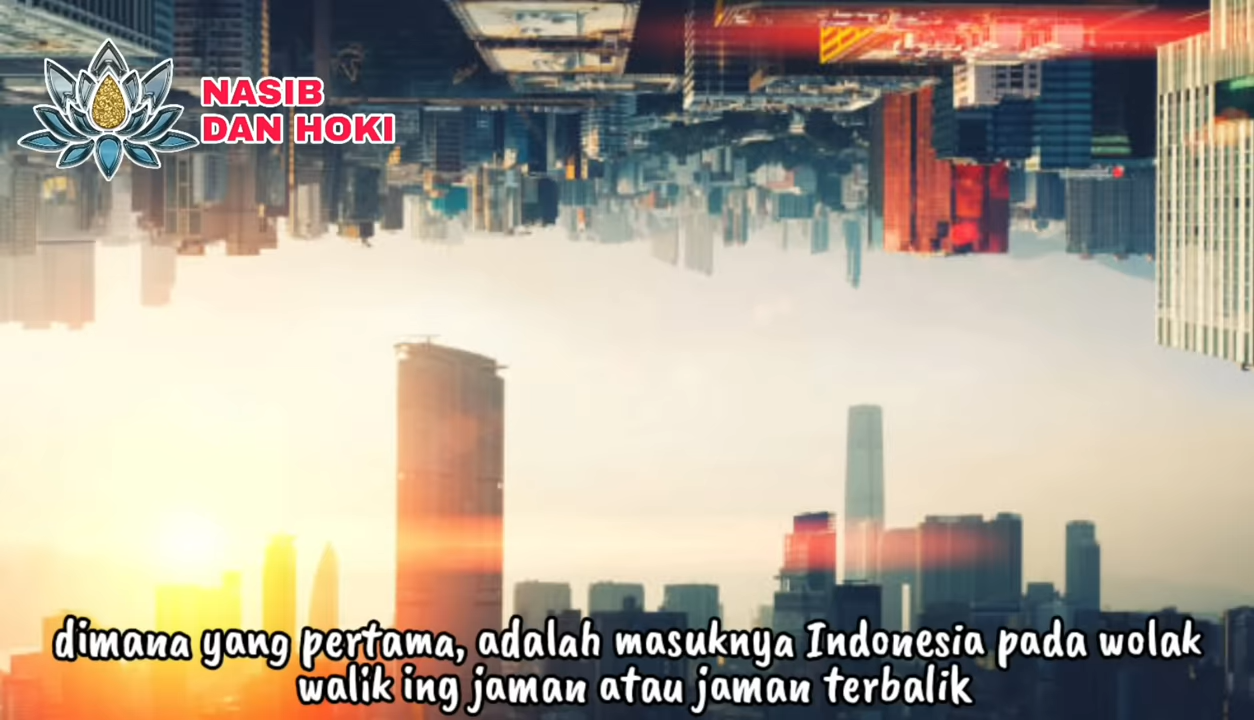 NASIB
DAN HOKI
dimana yang pertama, adalah masuknya Indonesia pada wolak
walik ing jaman atau jaman terbalik